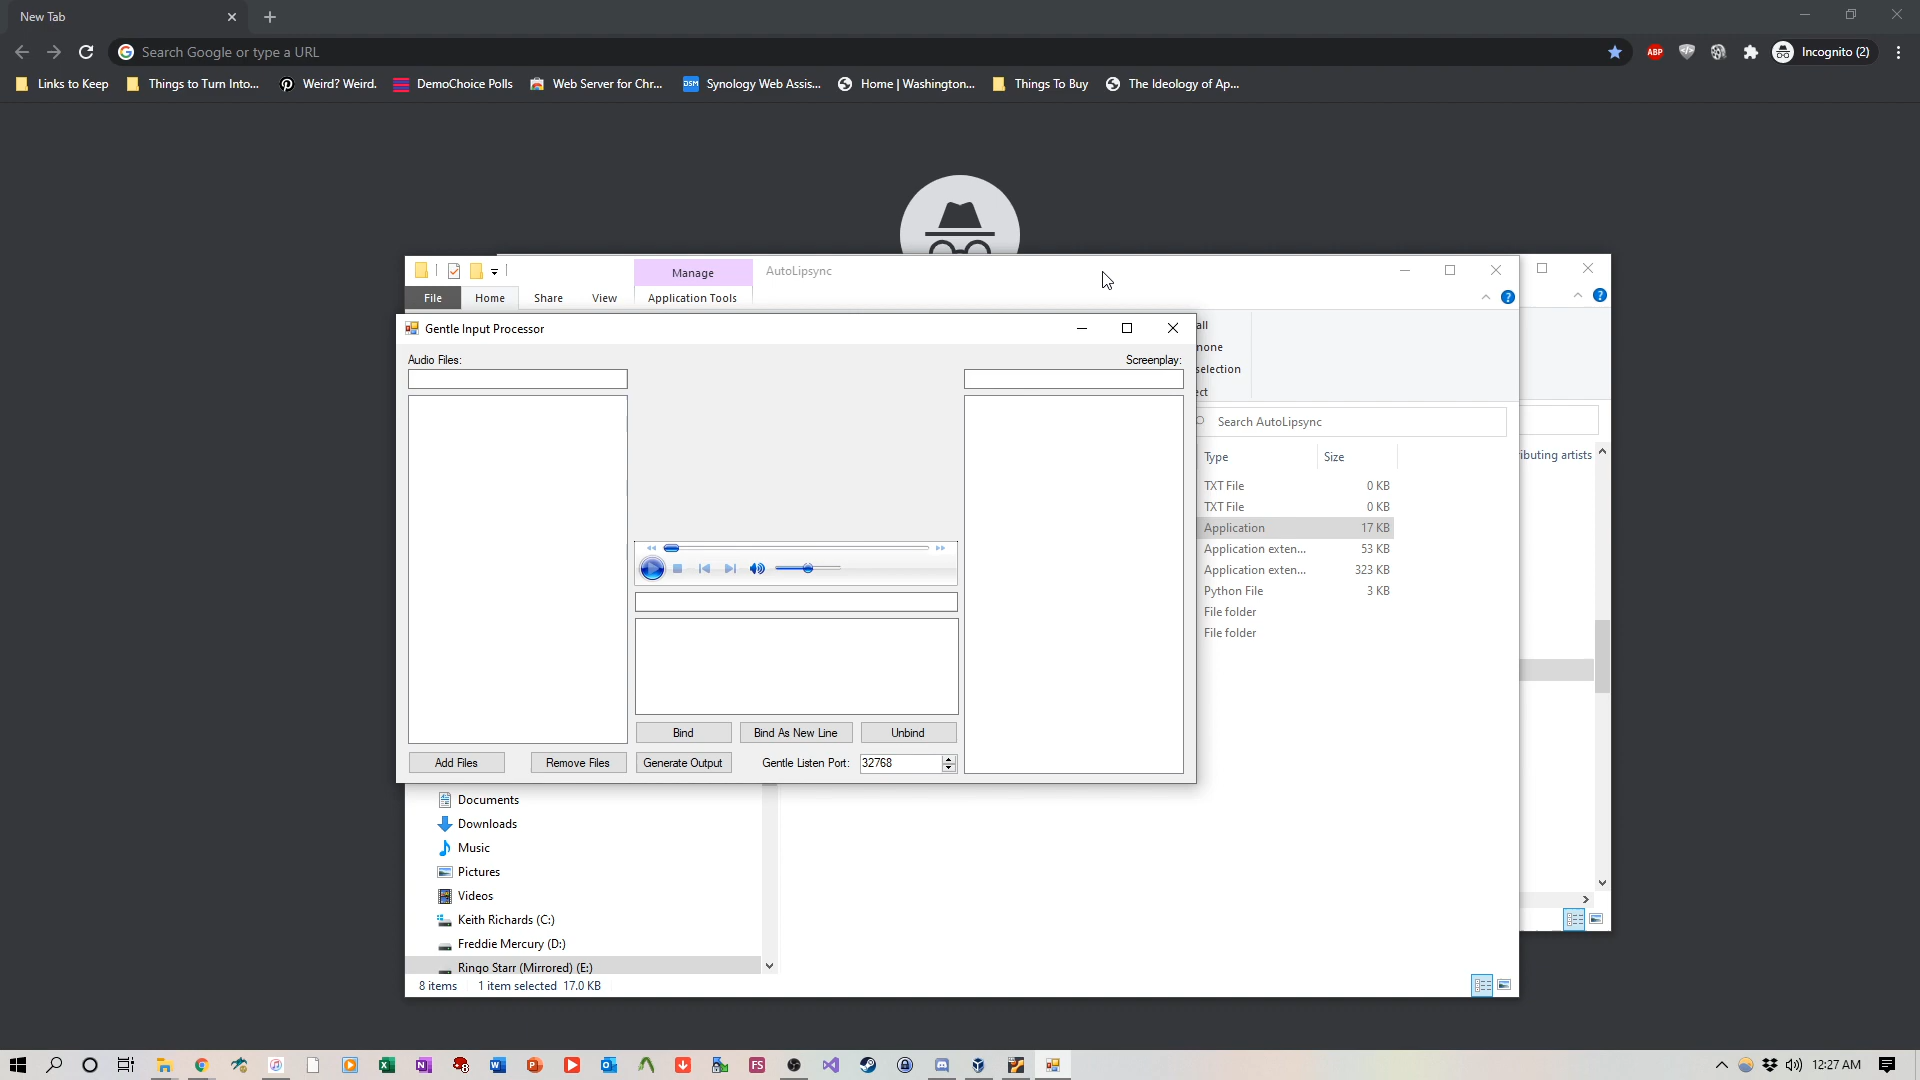 New Tab
Search Google or type a URL
ABP
Incognito (2)
Links to Keep
Things to Turn Into...
Weird? Weird.
DemoChoice Polls
Web Server for Chr...
DSM
Synology Web Assis...
Home | Washington...
Things To Buy
The Ideology of Ap...
Manage
AutoLipsync
File
Home
Share
View
Application Tools
Gentle Input Processor
all
none
selection
ect
Audio Files:
Screenplay:
Search AutoLipsync
Type
Size
ributing artists
TXT File
0 KB
TXT File
0 KB
Application
17 KB
Application exten...
53 KB
Application exten...
323 KB
Python File
3 KB
File folder
File folder
Bind
Bind As New Line
Unbind
Add Files
Remove Files
Generate Output
Gentle Listen Port:
32768
Documents
Downloads
Music
Pictures
Videos
Keith Richards (C:)
Freddie Mercury (D:)
Ringo Starr (Mirrored) (E:)
8 items
1 item selected 17.0 KB
FS
12:27 AM